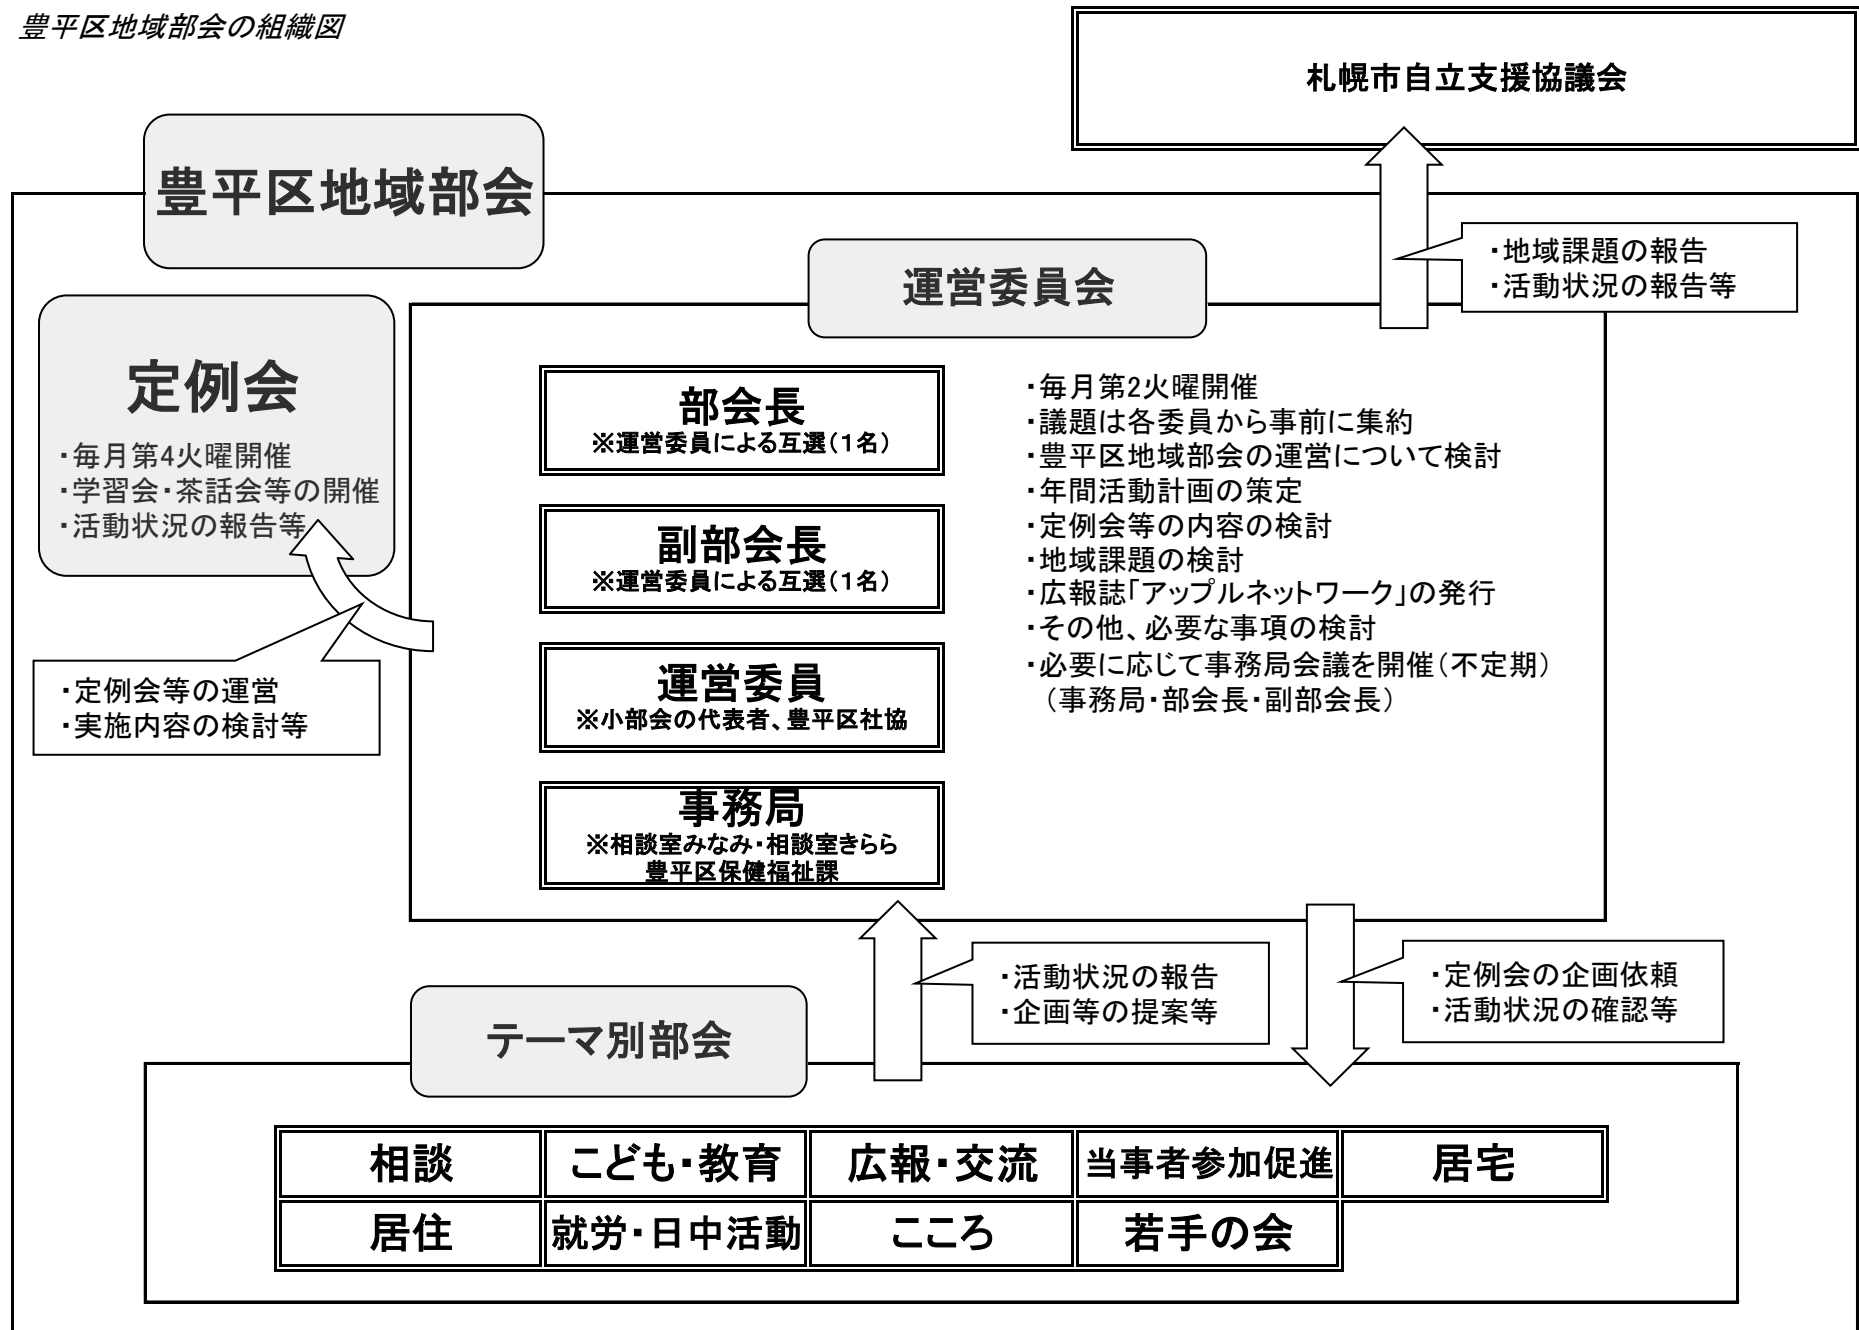 豊平区地域部会の組織図
札幌市自立支援協議会
豊平区地域部会
・地域課題の報告
・活動状況の報告等
運営委員会
定例会
・毎月第4火曜開催
・学習会・茶話会等の開催
・活動状況の報告等
・定例会等の運営
・実施内容の検討等
部会長
※運営委員による互選(1名)
副部会長
※運営委員による互選(1名)
運営委員
※小部会の代表者、豊平区社協
事務局
※相談室みなみ・相談室きらら
豊平区保健福祉課
・毎月第2火曜開催
・議題は各委員から事前に集約
・豊平区地域部会の運営について検討
・年間活動計画の策定
・定例会等の内容の検討
・地域課題の検討
・広報誌「アップルネットワーク」の発行
・その他、必要な事項の検討
・必要に応じて事務局会議を開催(不定期)
(事務局・部会長・副部会長)
・活動状況の報告
・企画等の提案等
・定例会の企画依頼
・活動状況の確認等
テーマ別部会
相談 こども・教育 広報・交流 当事者参加促進 居宅
居住 就労・日中活動 こころ 若手の会